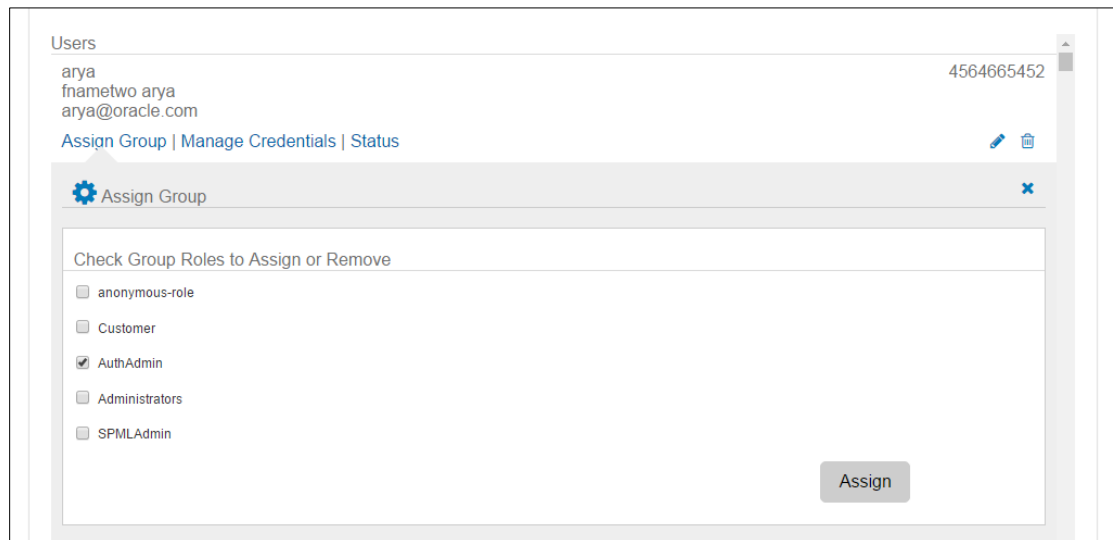 Users
arya 4564665452
fnametwo arya
arya@oracle.com
Assign Group | Manage Credentials | Status
Assign Group
Check Group Roles to Assign or Remove
anonymous-role
Customer
AuthAdmin
Administrators
SPMLAdmin
Assign